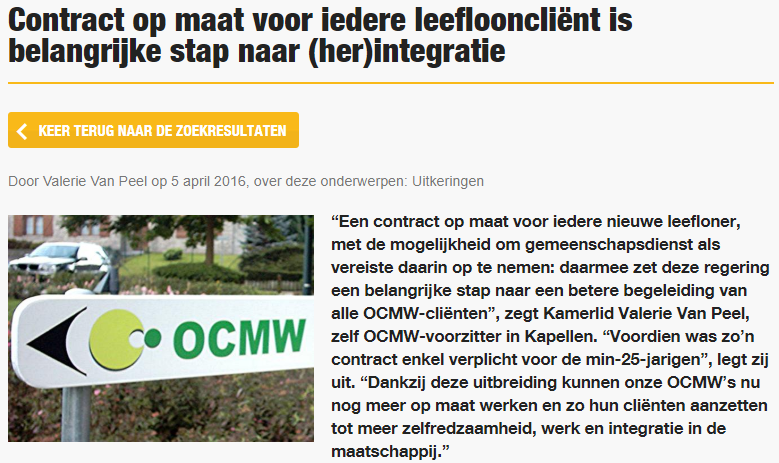 Contract op maat voor iedere leeflooncliënt is
belangrijke stap naar (her)integratie
KEER TERUG NAAR DE ZOEKRESULTATEN
Door Valerie Van Peel op 5 april 2016, over deze onderwerpen: Uitkeringen
OCMW
“Een contract op maat voor iedere nieuwe leefloner,
met de mogelijkheid om gemeenschapsdienst als
vereiste daarin op te nemen: daarmee zet deze regering
een belangrijke stap naar een betere begeleiding van
alle OCMW-cliënten”, zegt Kamerlid Valerie Van Peel,
zelf OCMW-voorzitter in Kapellen. “Voordien was zo’n
contract enkel verplicht voor de min-25-jarigen”, legt zij
uit. “Dankzij deze uitbreiding kunnen onze OCMW’s nu
nog meer op maat werken en zo hun cliënten aanzetten
tot meer zelfredzaamheid, werk en integratie in de
maatschappij.”